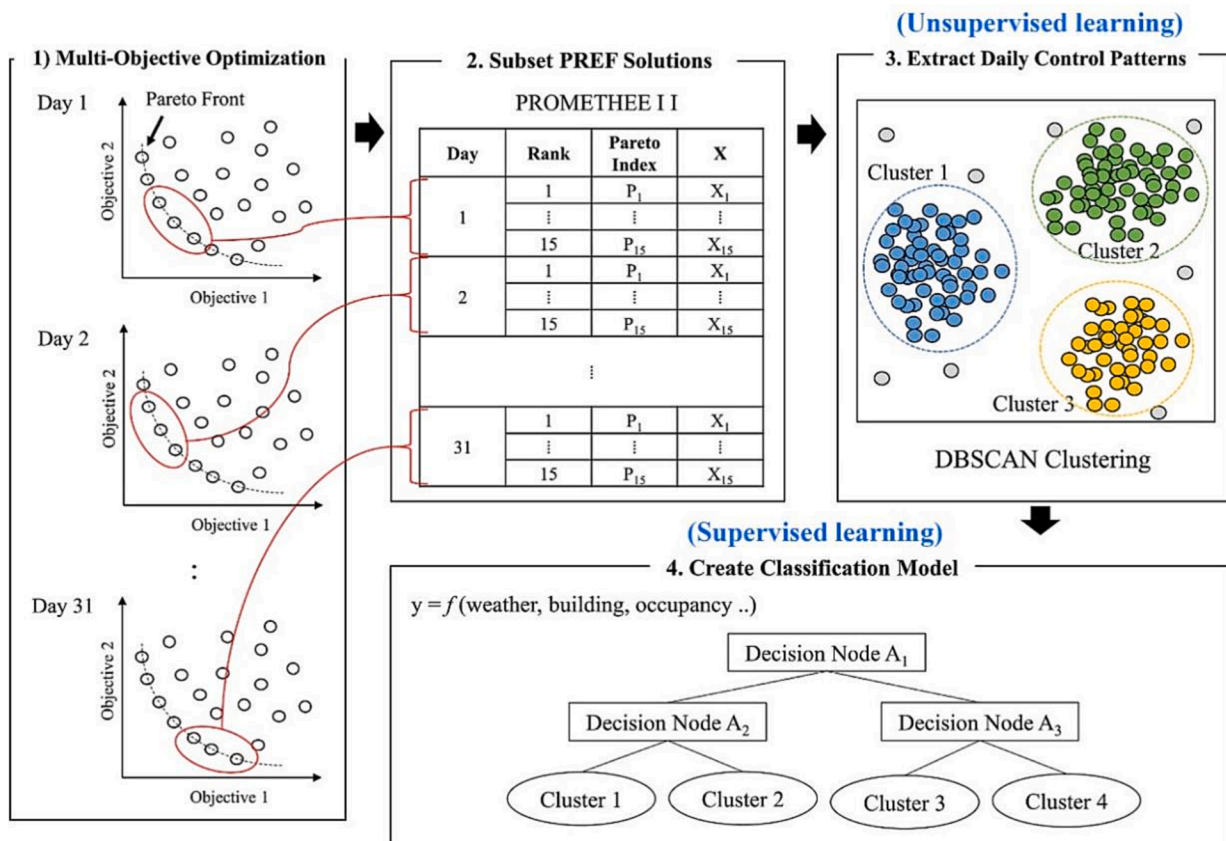 1) Multi-Objective Optimization
Day 1
Pareto Front
Objective 2
Objective 1
Day 2
Objective 2
Objective 1
:
Day 31
Objective 2
Objective 1
2. Subset PREF Solutions
PROMETHEE I I
Day Rank Pareto Index X
1
1 P1 X1
⁞ ⁞ ⁞
15 P15 X15
2
1 P1 X1
⁞ ⁞ ⁞
15 P15 X15
⁞
31
1 P1 X1
⁞ ⁞ ⁞
15 P15 X15
(Unsupervised learning)
3. Extract Daily Control Patterns
Cluster 1
Cluster 2
Cluster 3
DBSCAN Clustering
(Supervised learning)
4. Create Classification Model
y = f (weather, building, occupancy ..)
Decision Node A1
Decision Node A2
Decision Node A3
Cluster 1
Cluster 2
Cluster 3
Cluster 4